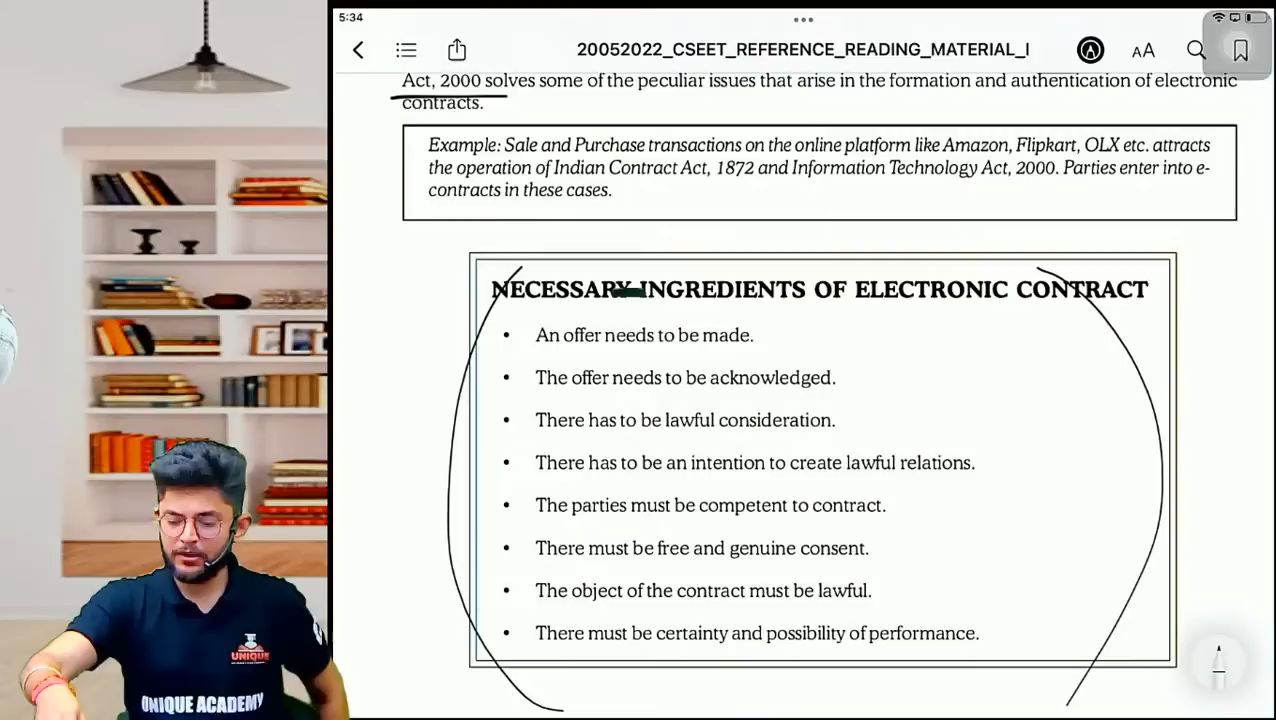 5:34
20052022_CSEET_REFERENCE_READING_MATERIAL_I
AA
Act, 2000 solves some of the peculiar issues that arise in the formation and authentication of electronic
contracts.
Example: Sale and Purchase transactions on the online platform like Amazon, Flipkart, OLX etc. attracts
the operation of Indian Contract Act, 1872 and Information Technology Act, 2000. Parties enter into e-
contracts in these cases.
NECESSARY INGREDIENTS OF ELECTRONIC CONTRACT
• An offer needs to be made.
• The offer needs to be acknowledged.
• There has to be lawful consideration.
• There has to be an intention to create lawful relations.
• The parties must be competent to contract.
• There must be free and genuine consent.
• The object of the contract must be lawful.
• There must be certainty and possibility of performance.
UNIQUE
UNIQUE ACADEMY